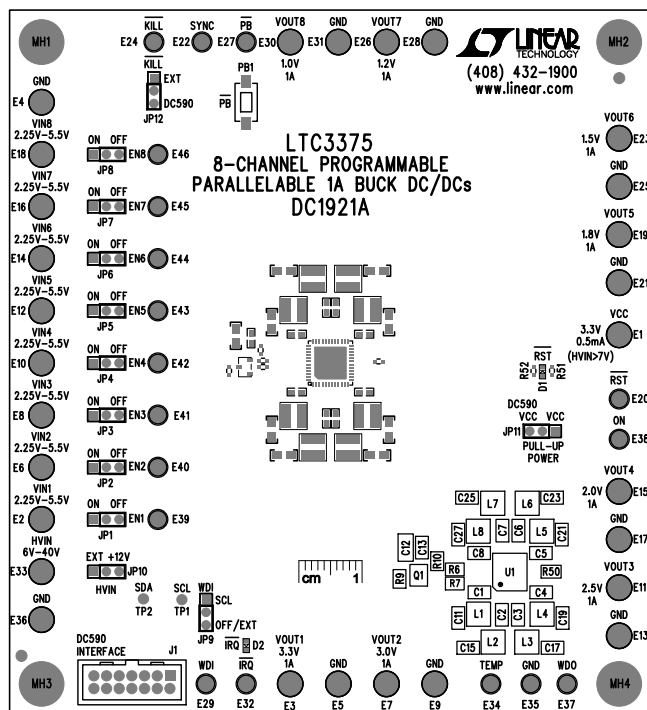 MH1
KILL
E24
SYNC
E22
PB
E27
VOUT8
E30
1.0V
1A
GND
E31
VOUT7
E26
1.2V
1A
GND
E28
LINEAR
TECHNOLOGY
(408) 432-1900
www.linear.com
MH2
GND
E4
KILL
EXT
DC590
JP12
PB1
PB
LTC3375
8-CHANNEL PROGRAMMABLE
PARALLELABLE 1A BUCK DC/DCs
DC1921A
VIN8
2.25V-5.5V
E18
ON OFF
EN8
E46
JP8
VIN7
2.25V-5.5V
E16
ON OFF
EN7
E45
JP7
VIN6
2.25V-5.5V
E14
ON OFF
EN6
E44
JP6
VIN5
2.25V-5.5V
E12
ON OFF
EN5
E43
JP5
VIN4
2.25V-5.5V
E10
ON OFF
EN4
E42
JP4
VIN3
2.25V-5.5V
E8
ON OFF
EN3
E41
JP3
VIN2
2.25V-5.5V
E6
ON OFF
EN2
E40
JP2
VIN1
2.25V-5.5V
E2
ON OFF
EN1
E39
JP1
HVIN
6V-40V
E33
EXT +12V
JP10
HVIN
GND
E36
SDA
TP2
SCL
TP1
WDI
SCL
OFF/EXT
JP9
IRQ
D2
DC590
INTERFACE
J1
MH3
VOUT6
1.5V
1A
E23
GND
E25
VOUT5
1.8V
1A
E19
GND
E21
VCC
3.3V
0.5mA
(HVIN>7V)
E1
RST
R52
D1
R51
RST
E20
DC590
VCC VCC
JP11
PULL-UP
POWER
ON
E38
VOUT4
2.0V
1A
E15
GND
E17
VOUT3
2.5V
1A
E11
GND
E13
C25
L7
L6
C23
C27
L8
C7
C6
L5
C21
C8
C5
C12
C13
R10
R9
Q1
R6
R7
U1
R50
C1
C4
C11
L1
C2
C3
L4
C19
C15
L2
L3
C17
cm 1
WDI
E29
IRQ
E32
VOUT1
3.3V
1A
E3
GND
E5
VOUT2
3.0V
1A
E7
GND
E9
TEMP
E34
GND
E35
WDO
E37
MH4